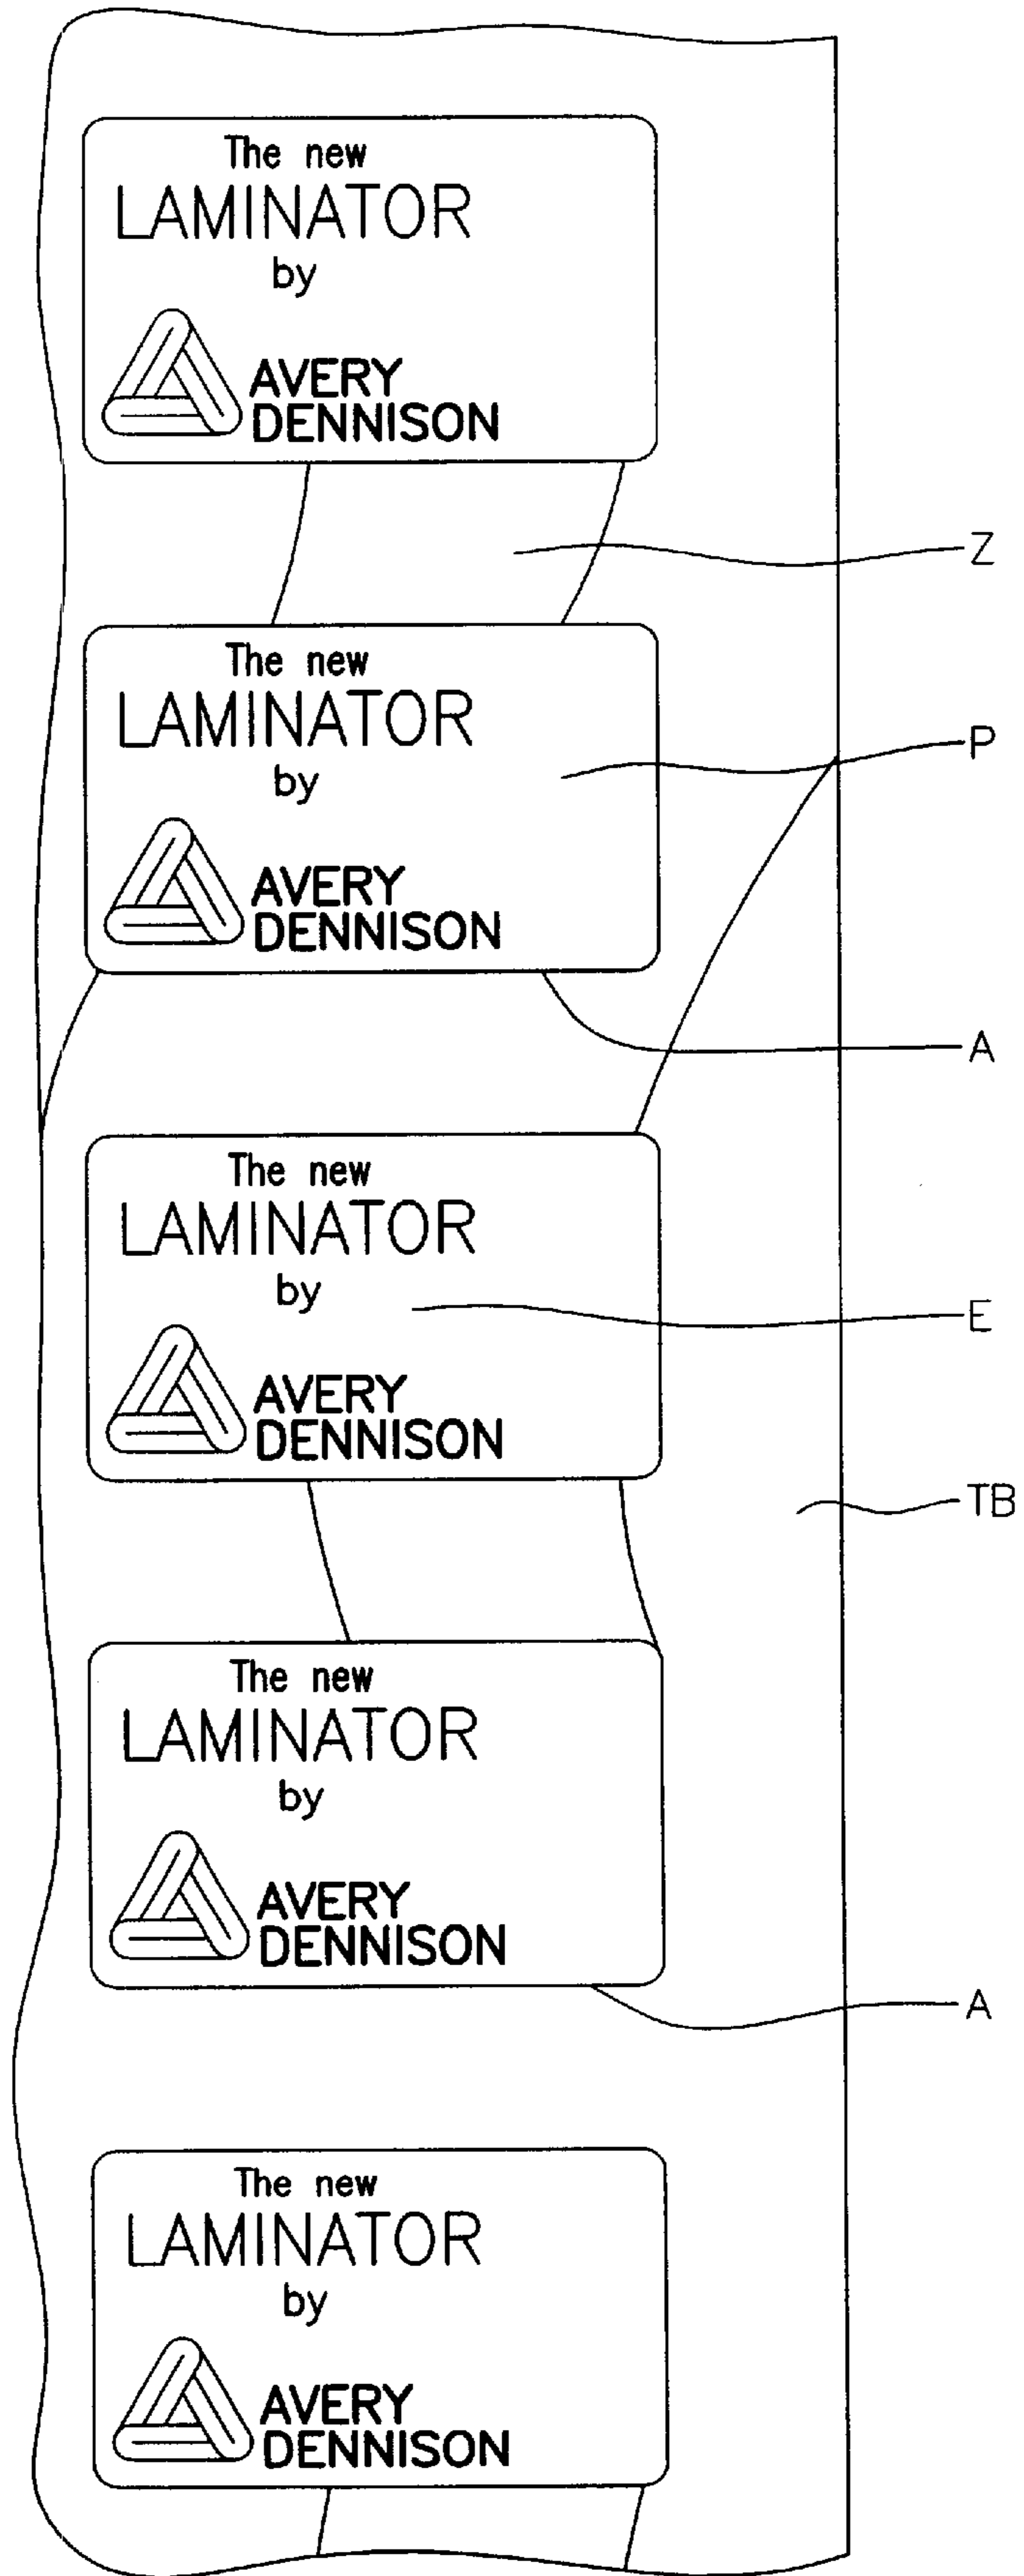 The new
LAMINATOR
by
AVERY
DENNISON
Z
The new
LAMINATOR
by
P
AVERY
DENNISON
A
The new
LAMINATOR
by
E
AVERY
DENNISON
TB
The new
LAMINATOR
by
AVERY
DENNISON
A
The new
LAMINATOR
by
AVERY
DENNISON